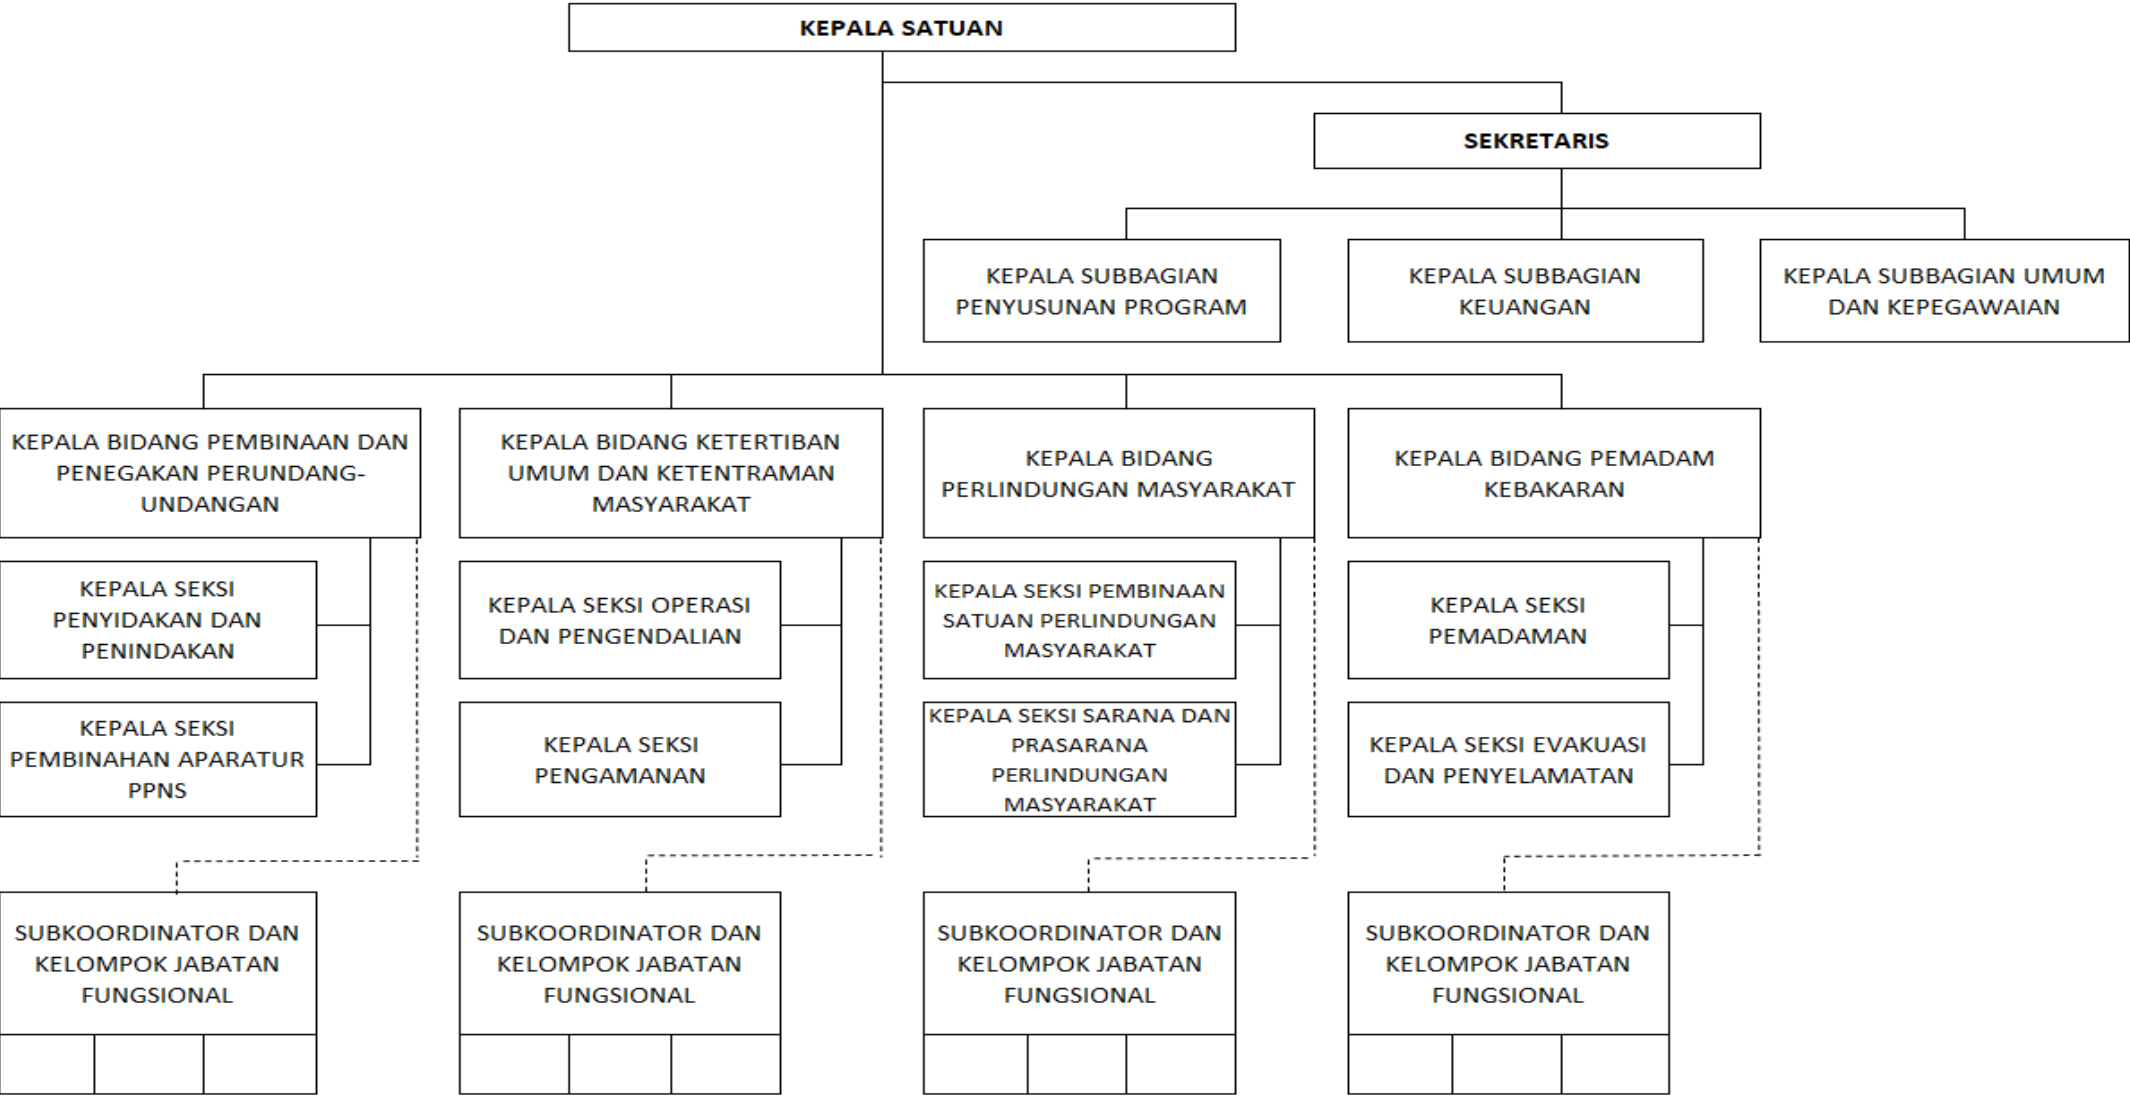 KEPALA SATUAN
SEKRETARIS
KEPALA SUBBAGIAN
PENYUSUNAN PROGRAM
KEPALA SUBBAGIAN
KEUANGAN
KEPALA SUBBAGIAN UMUM
DAN KEPEGAWAIAN
KEPALA BIDANG PEMBINAAN DAN
PENEGAKAN PERUNDANG-
UNDANGAN
KEPALA BIDANG KETERTIBAN
UMUM DAN KETENTRAMAN
MASYARAKAT
KEPALA BIDANG
PERLINDUNGAN MASYARAKAT
KEPALA BIDANG PEMADAM
KEBAKARAN
KEPALA SEKSI
PENYIDAKAN DAN
PENINDAKAN
KEPALA SEKSI OPERASI
DAN PENGENDALIAN
KEPALA SEKSI PEMBINAAN
SATUAN PERLINDUNGAN
MASYARAKAT
KEPALA SEKSI
PEMADAMAN
KEPALA SEKSI
PEMBINAHAN APARATUR
PPNS
KEPALA SEKSI
PENGAMANAN
KEPALA SEKSI SARANA DAN
PRASARANA
PERLINDUNGAN
MASYARAKAT
KEPALA SEKSI EVAKUASI
DAN PENYELAMATAN
SUBKOORDINATOR DAN
KELOMPOK JABATAN
FUNGSIONAL
SUBKOORDINATOR DAN
KELOMPOK JABATAN
FUNGSIONAL
SUBKOORDINATOR DAN
KELOMPOK JABATAN
FUNGSIONAL
SUBKOORDINATOR DAN
KELOMPOK JABATAN
FUNGSIONAL